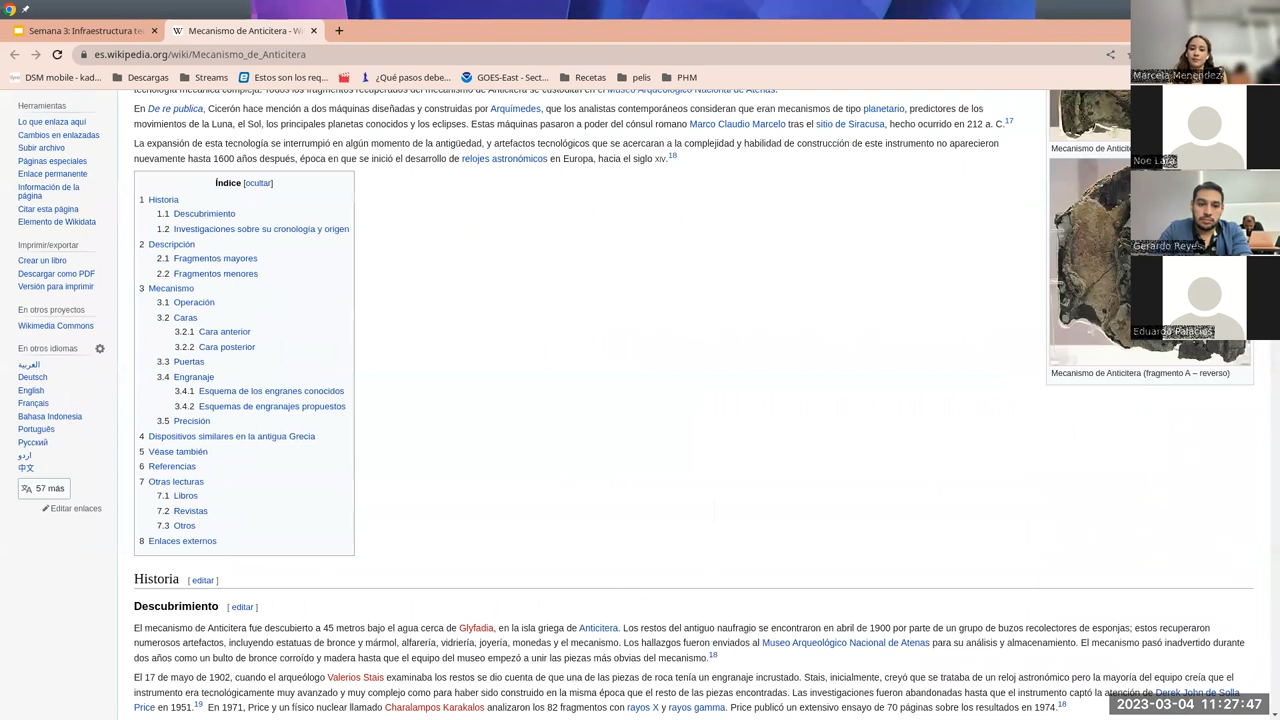 Semana 3: Infraestructura te
Mecanismo de Anticitera - Wi
es.wikipedia.org/wiki/Mecanismo_de_Anticitera
DSM mobile - kad... Descargas Streams Estos son los req... ¿Qué pasos debe... GOES-East - Sect... Recetas pelis PHM
Herramientas
Lo que enlaza aquí
Cambios en enlazadas
Subir archivo
Páginas especiales
Enlace permanente
Información de la
página
Citar esta página
Elemento de Wikidata
Imprimir/exportar
Crear un libro
Descargar como PDF
Versión para imprimir
En otros proyectos
Wikimedia Commons
En otros idiomas
العربية
Deutsch
English
Français
Bahasa Indonesia
Português
Русский
اردو
中文
57 más
Editar enlaces
tecnología mecánica compleja. Todos los fragmentos recuperados del mecanismo de Anticitera se custodian en el Museo Arqueológico Nacional de Atenas.
En De re publica, Cicerón hace mención a dos máquinas diseñadas y construidas por Arquímedes, que los analistas contemporáneos consideran que eran mecanismos de tipo planetario, predictores de los
movimientos de la Luna, el Sol, los principales planetas conocidos y los eclipses. Estas máquinas pasaron a poder del cónsul romano Marco Claudio Marcelo tras el sitio de Siracusa, hecho ocurrido en 212 a. C.17
La expansión de esta tecnología se interrumpió en algún momento de la antigüedad, y artefactos tecnológicos que se acercaran a la complejidad y habilidad de construcción de este instrumento no aparecieron
nuevamente hasta 1600 años después, época en que se inició el desarrollo de relojes astronómicos en Europa, hacia el siglo XIV.18
Índice [ocultar]
1 Historia
1.1 Descubrimiento
1.2 Investigaciones sobre su cronología y origen
2 Descripción
2.1 Fragmentos mayores
2.2 Fragmentos menores
3 Mecanismo
3.1 Operación
3.2 Caras
3.2.1 Cara anterior
3.2.2 Cara posterior
3.3 Puertas
3.4 Engranaje
3.4.1 Esquema de los engranes conocidos
3.4.2 Esquemas de engranajes propuestos
3.5 Precisión
4 Dispositivos similares en la antigua Grecia
5 Véase también
6 Referencias
7 Otras lecturas
7.1 Libros
7.2 Revistas
7.3 Otros
8 Enlaces externos
Mecanismo de Anticite
Mecanismo de Anticitera (fragmento A – reverso)
Marcela Menéndez
Noe Lara
Gerardo Reyes
Eduardo Palacios
Historia [ editar ]
Descubrimiento [ editar ]
El mecanismo de Anticitera fue descubierto a 45 metros bajo el agua cerca de Glyfadia, en la isla griega de Anticitera. Los restos del antiguo naufragio se encontraron en abril de 1900 por parte de un grupo de buzos recolectores de esponjas; estos recuperaron
numerosos artefactos, incluyendo estatuas de bronce y mármol, alfarería, vidriería, joyería, monedas y el mecanismo. Los hallazgos fueron enviados al Museo Arqueológico Nacional de Atenas para su análisis y almacenamiento. El mecanismo pasó inadvertido durante
dos años como un bulto de bronce corroído y madera hasta que el equipo del museo empezó a unir las piezas más obvias del mecanismo.18
El 17 de mayo de 1902, cuando el arqueólogo Valerios Stais examinaba los restos se dio cuenta de que una de las piezas de roca tenía un engranaje incrustado. Stais, inicialmente, creyó que se trataba de un reloj astronómico pero la mayoría del equipo creía que el
instrumento era tecnológicamente muy avanzado y muy complejo como para haber sido construido en la misma época que el resto de las piezas encontradas. Las investigaciones fueron abandonadas hasta que el instrumento captó la atención de Derek John de Solla
Price en 1951.19 En 1971, Price y un físico nuclear llamado Charalampos Karakalos realizaron los 82 fragmentos con rayos X y rayos gamma. Price publicó un extensivo ensayo de 70 páginas sobre los resultados en 1974.18
2023-03-04 11:27:47